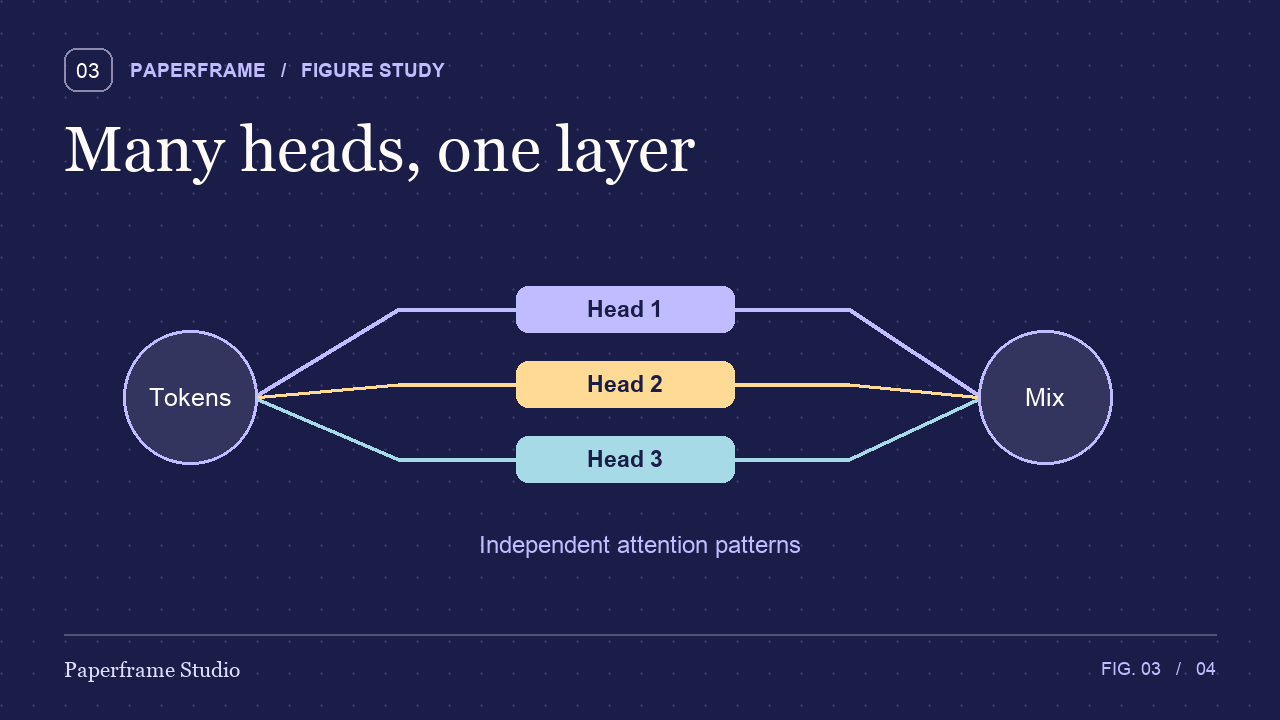 03 PAPERFRAME / FIGURE STUDY
Many heads, one layer
Head 1
Head 2
Tokens
Mix
Head 3
Independent attention patterns
Paperframe Studio
FIG. 03 / 04